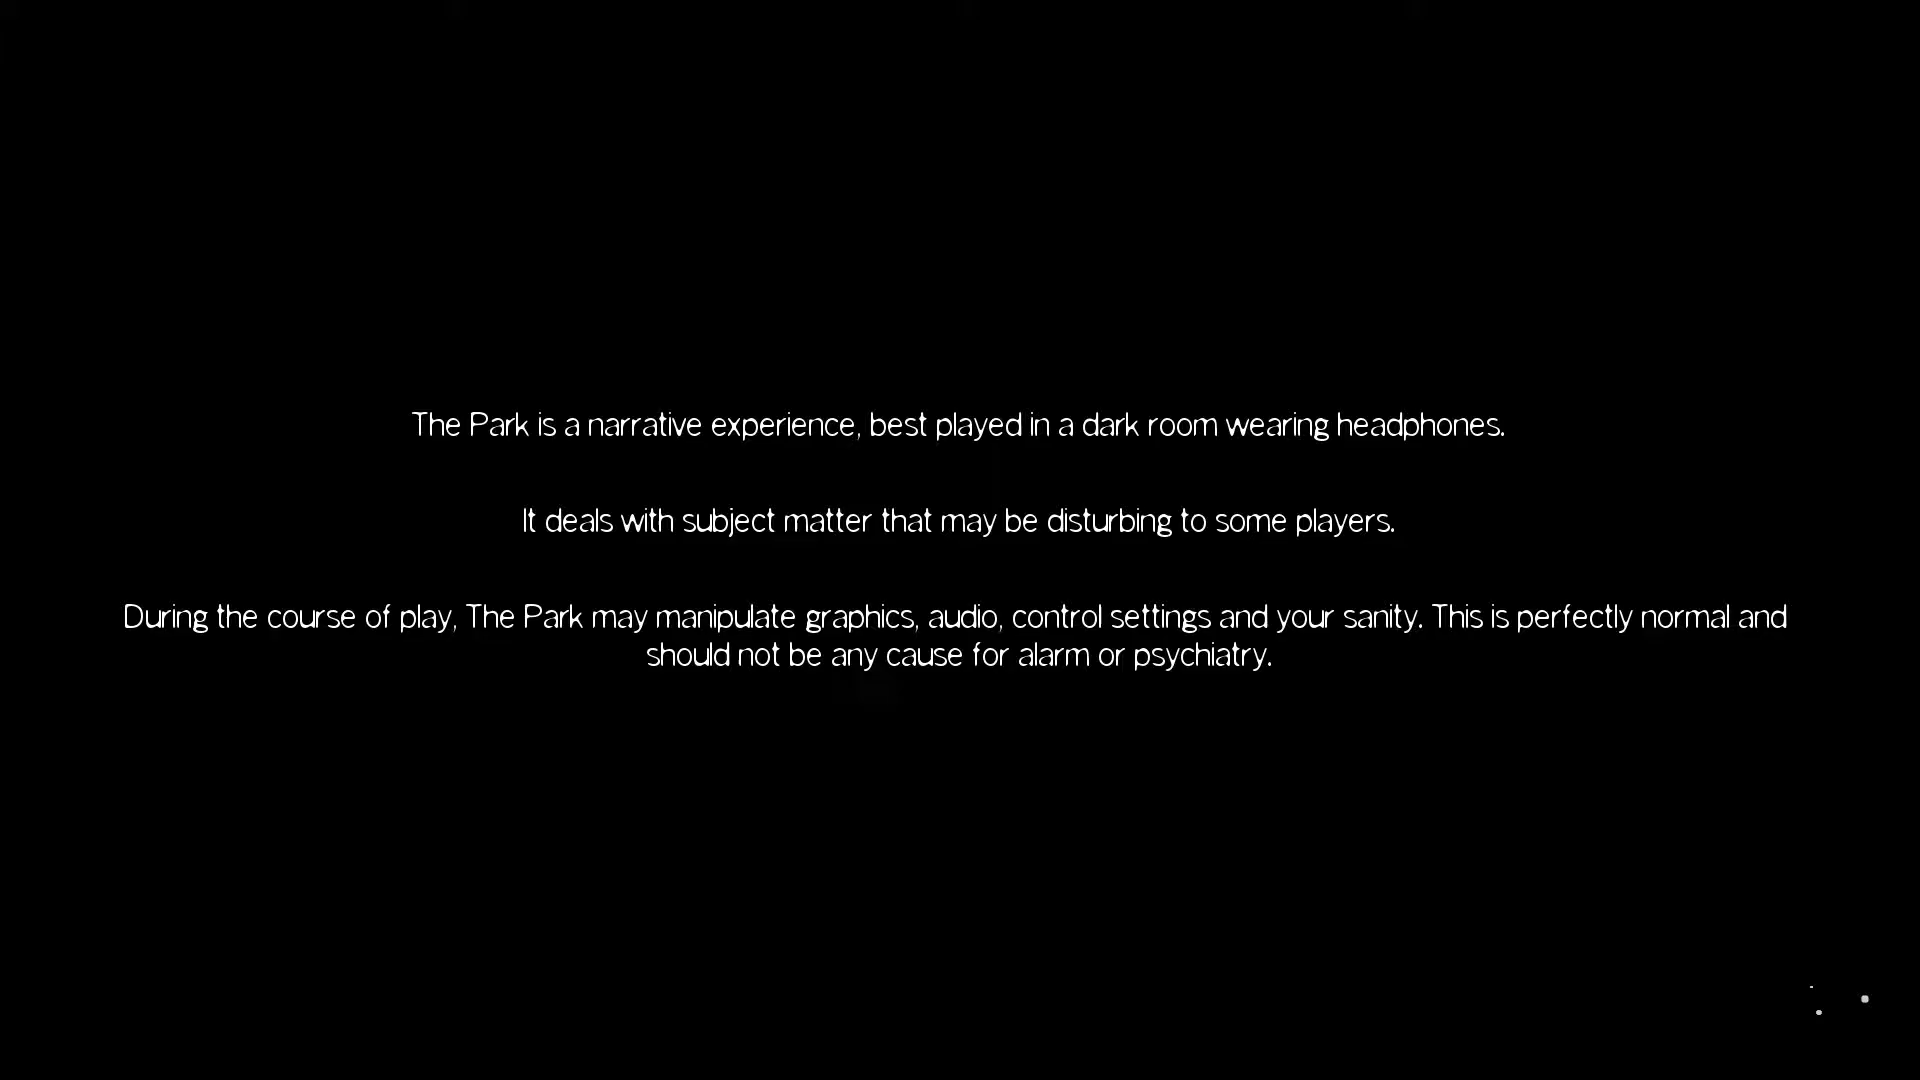 The Park is a narrative experience, best played in a dark room wearing headphones.
It deals with subject matter that may be disturbing to some players.
During the course of play, The Park may manipulate graphics, audio, control settings and your sanity. This is perfectly normal and
should not be any cause for alarm or psychiatry.